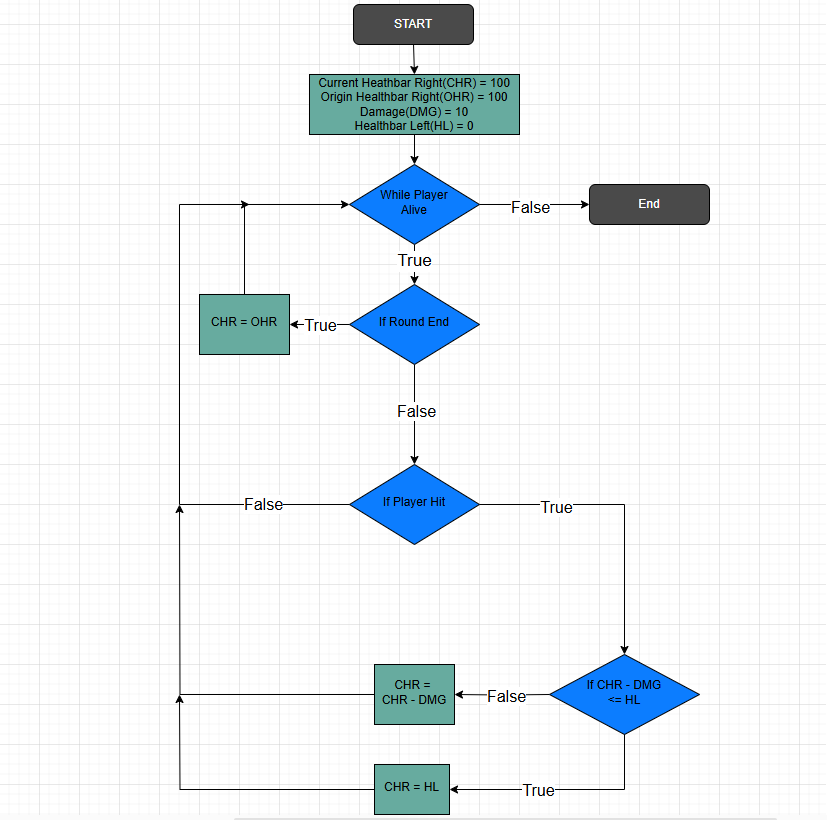 START
Current Heathbar Right(CHR) = 100
Origin Healthbar Right(OHR) = 100
Damage(DMG) = 10
Healthbar Left(HL) = 0
While Player
Alive
False
End
True
CHR = OHR
True
If Round End
False
False
If Player Hit
True
CHR =
CHR - DMG
False
If CHR - DMG
<= HL
CHR = HL
True